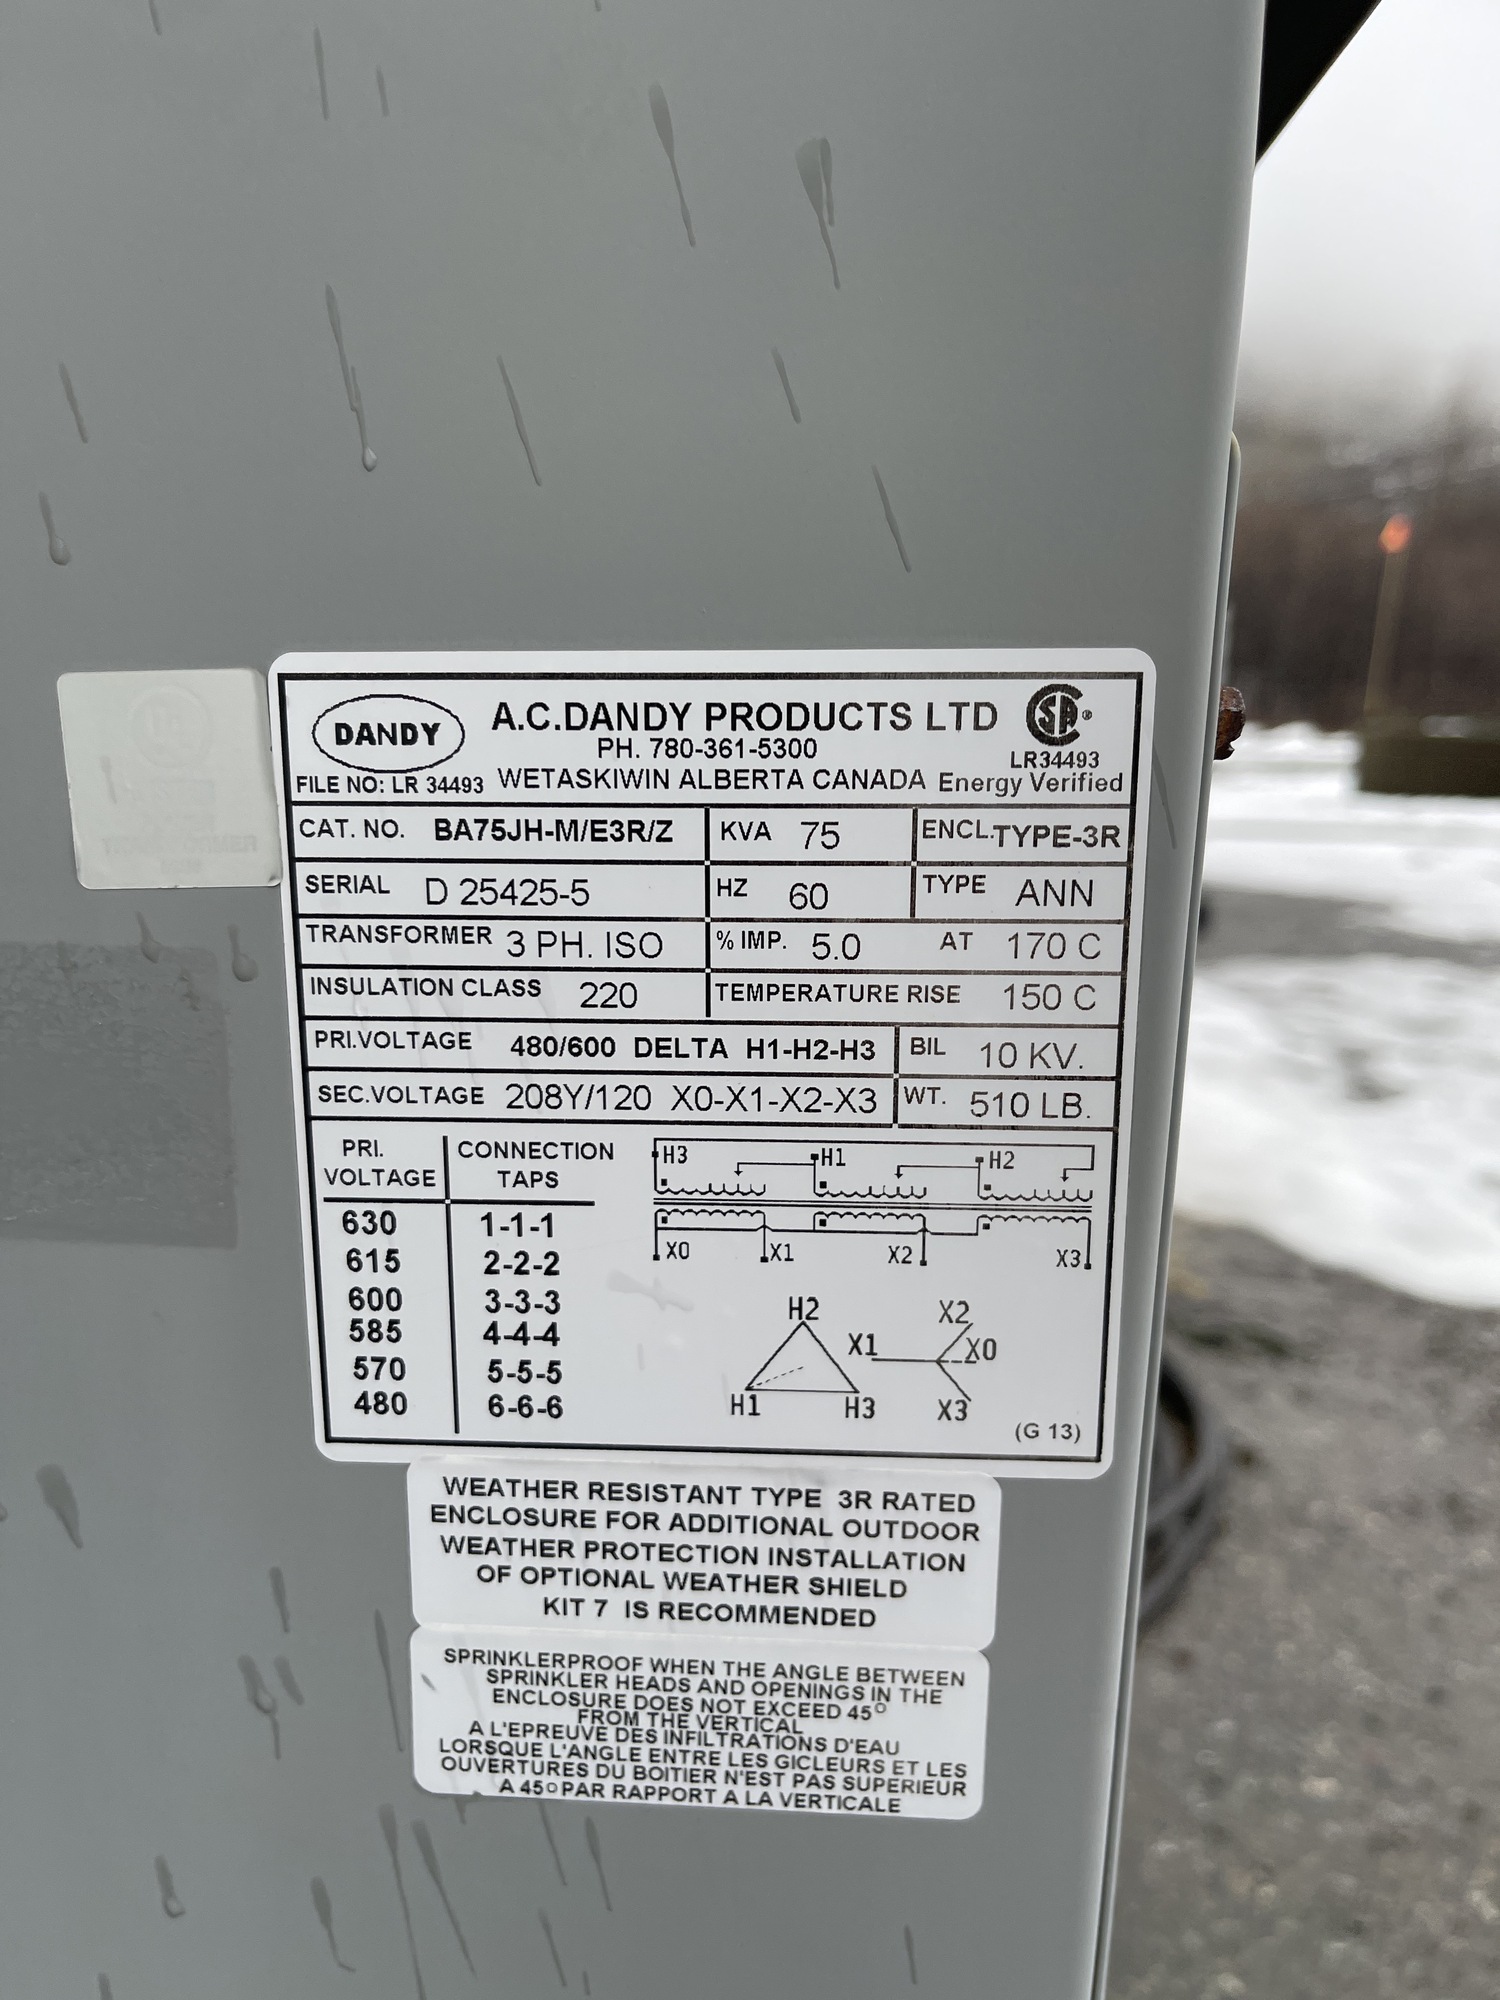 DANDY
A.C.DANDY PRODUCTS LTD
PH. 780-361-5300
LR34493
FILE NO: LR 34493 WETASKIWIN ALBERTA CANADA Energy Verified
CAT. NO. BA75JH-M/E3R/Z KVA 75 ENCL. TYPE-3R
SERIAL D 25425-5 HZ 60 TYPE ANN
TRANSFORMER 3 PH. ISO % IMP. 5.0 AT 170 C
INSULATION CLASS 220 TEMPERATURE RISE 150 C
PRI.VOLTAGE 480/600 DELTA H1-H2-H3 BIL 10 KV.
SEC.VOLTAGE 208Y/120 X0-X1-X2-X3 WT. 510 LB.
PRI. VOLTAGE CONNECTION TAPS
630 1-1-1
615 2-2-2
600 3-3-3
585 4-4-4
570 5-5-5
480 6-6-6
H3 H1 H2
X0 X1 X2 X3
H2
H1 H3
X2
X1 X0
X3
(G 13)
WEATHER RESISTANT TYPE 3R RATED
ENCLOSURE FOR ADDITIONAL OUTDOOR
WEATHER PROTECTION INSTALLATION
OF OPTIONAL WEATHER SHIELD
KIT 7 IS RECOMMENDED
SPRINKLERPROOF WHEN THE ANGLE BETWEEN
SPRINKLER HEADS AND OPENINGS IN THE
ENCLOSURE DOES NOT EXCEED 45°
FROM THE VERTICAL
A L'EPREUVE DES INFILTRATIONS D'EAU
LORSQUE L'ANGLE ENTRE LES GICLEURS ET LES
OUVERTURES DU BOITIER N'EST PAS SUPERIEUR
A 45° PAR RAPPORT A LA VERTICALE